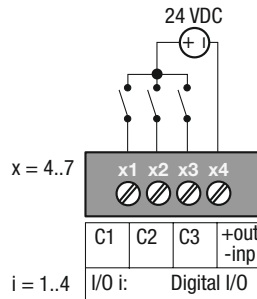 24 VDC
+ I
x = 4..7
x1 x2 x3 x4
C1 C2 C3 +out
-inp
i = 1..4 I/O i: Digital I/O